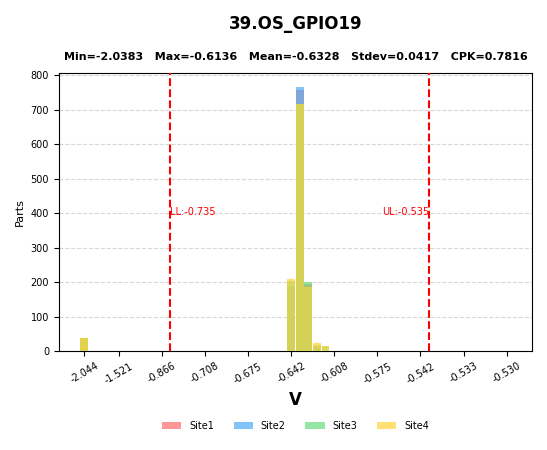 39.OS_GPIO19
Min=-2.0383 Max=-0.6136 Mean=-0.6328 Stdev=0.0417 CPK=0.7816
800
700
600
500
400
300
200
100
0
Parts
LL:-0.735
UL:-0.535
-2.044 -1.521 -0.866 -0.708 -0.675 -0.642 -0.608 -0.575 -0.542 -0.533 -0.530
V
Site1 Site2 Site3 Site4